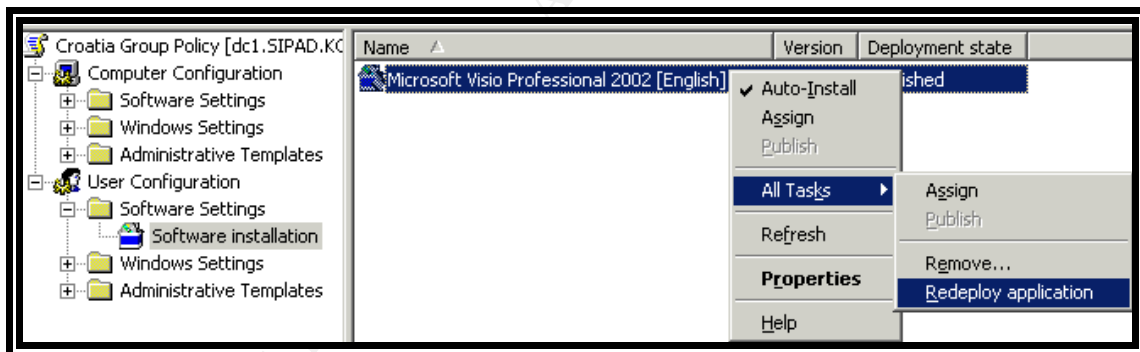 Croatia Group Policy [dc1.SIPAD.KC
Computer Configuration
Software Settings
Windows Settings
Administrative Templates
User Configuration
Software Settings
Software installation
Windows Settings
Administrative Templates
Name Version Deployment state
Microsoft Visio Professional 2002 [English] ished
Auto-Install
Assign
Publish
All Tasks
Refresh
Properties
Help
Assign
Publish
Remove...
Redeploy application